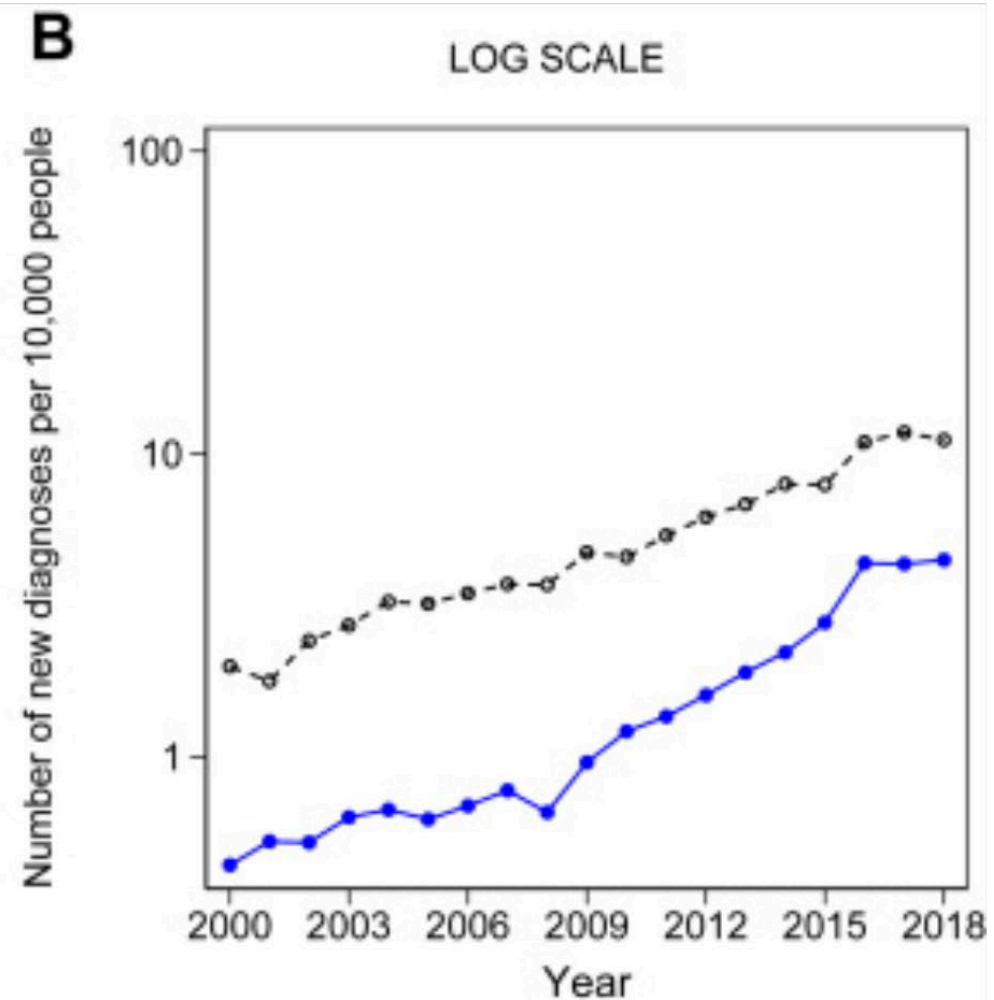 B
LOG SCALE
Number of new diagnoses per 10,000 people
100
10
1
2000 2003 2006 2009 2012 2015 2018
Year